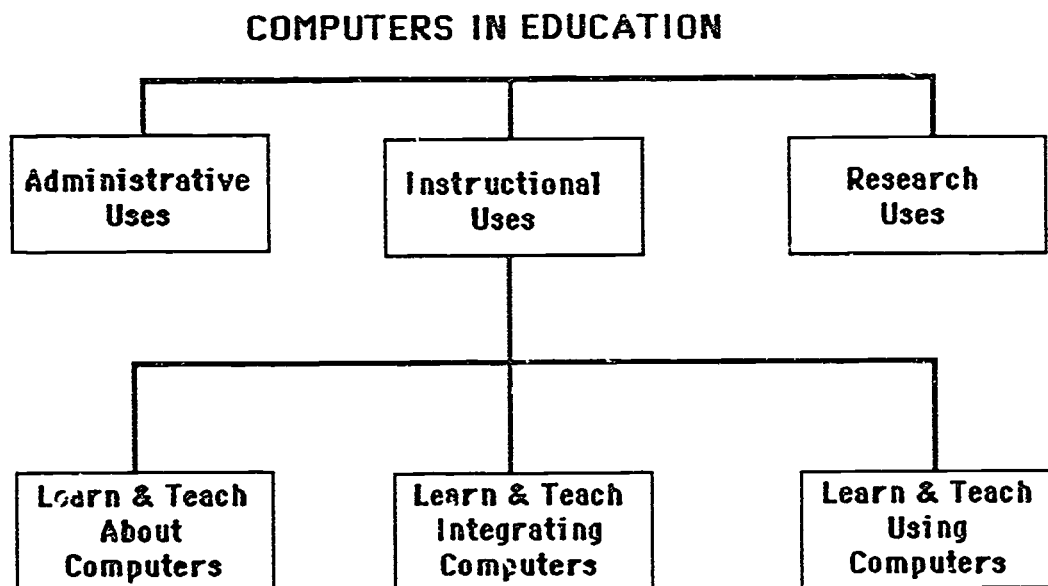 COMPUTERS IN EDUCATION
Administrative
Uses
Instructional
Uses
Research
Uses
Learn & Teach
About
Computers
Learn & Teach
Integrating
Computers
Learn & Teach
Using
Computers